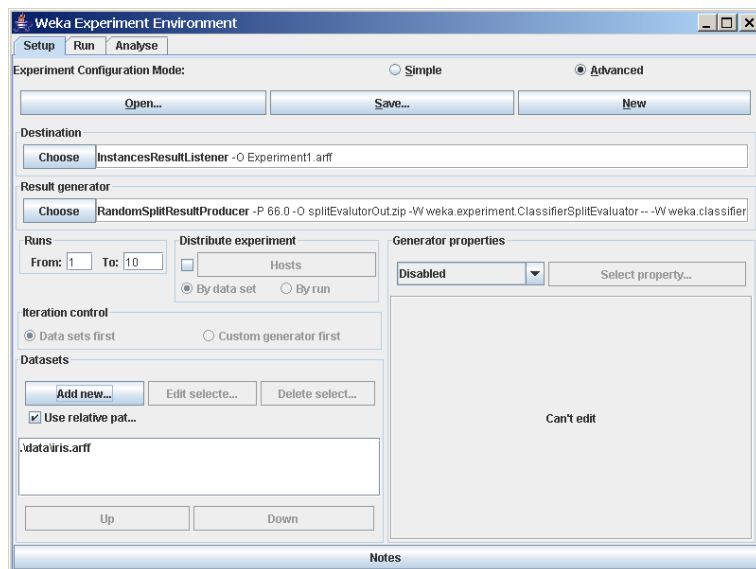 Weka Experiment Environment
Setup Run Analyse
Experiment Configuration Mode: Simple Advanced
Open... Save... New
Destination
Choose InstancesResultListener -O Experiment1.arff
Result generator
Choose RandomSplitResultProducer -P 66.0 -O splitEvalutorOut.zip -W weka.experiment.ClassifierSplitEvaluator -- -W weka.classifier
Runs
From: 1 To: 10
Distribute experiment
Hosts
By data set By run
Generator properties
Disabled Select property...
Iteration control
Data sets first Custom generator first
Datasets
Add new... Edit selecte... Delete select...
Use relative pat...
.\data\iris.arff
Can't edit
Up Down
Notes